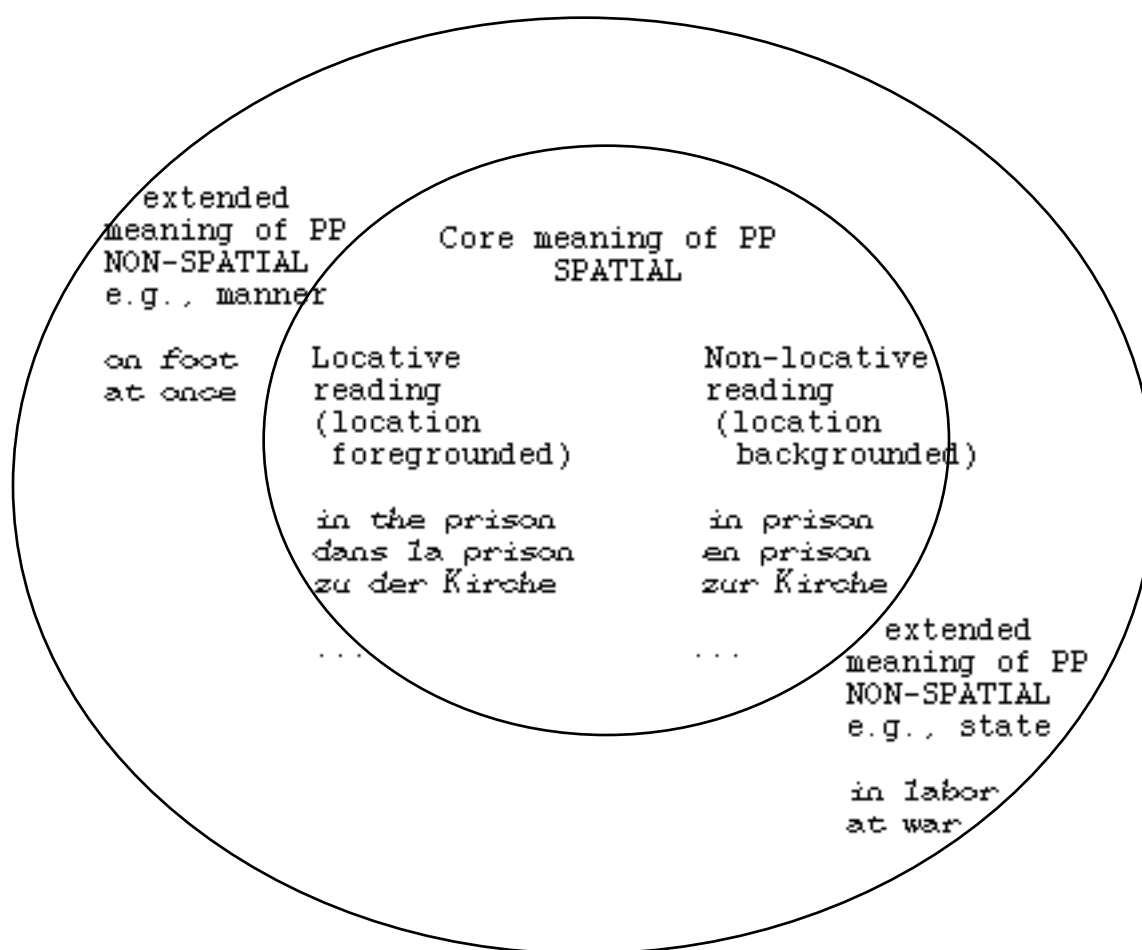 extended
meaning of PP
NON-SPATIAL
e.g., manner
on foot
at once
Core meaning of PP
SPATIAL
Locative
reading
(location
foregrounded)
in the prison
dans la prison
zu der Kirche
...
Non-locative
reading
(location
backgrounded)
in prison
en prison
zur Kirche
...
extended
meaning of PP
NON-SPATIAL
e.g., state
in labor
at war